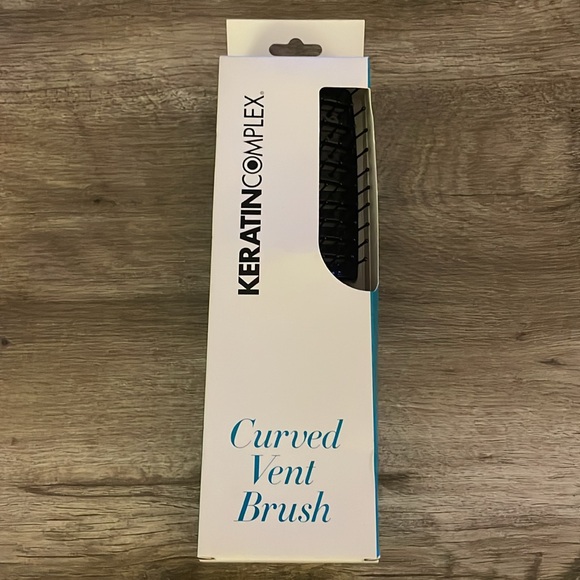 KERATINCOMPLEX®
Curved
Vent
Brush